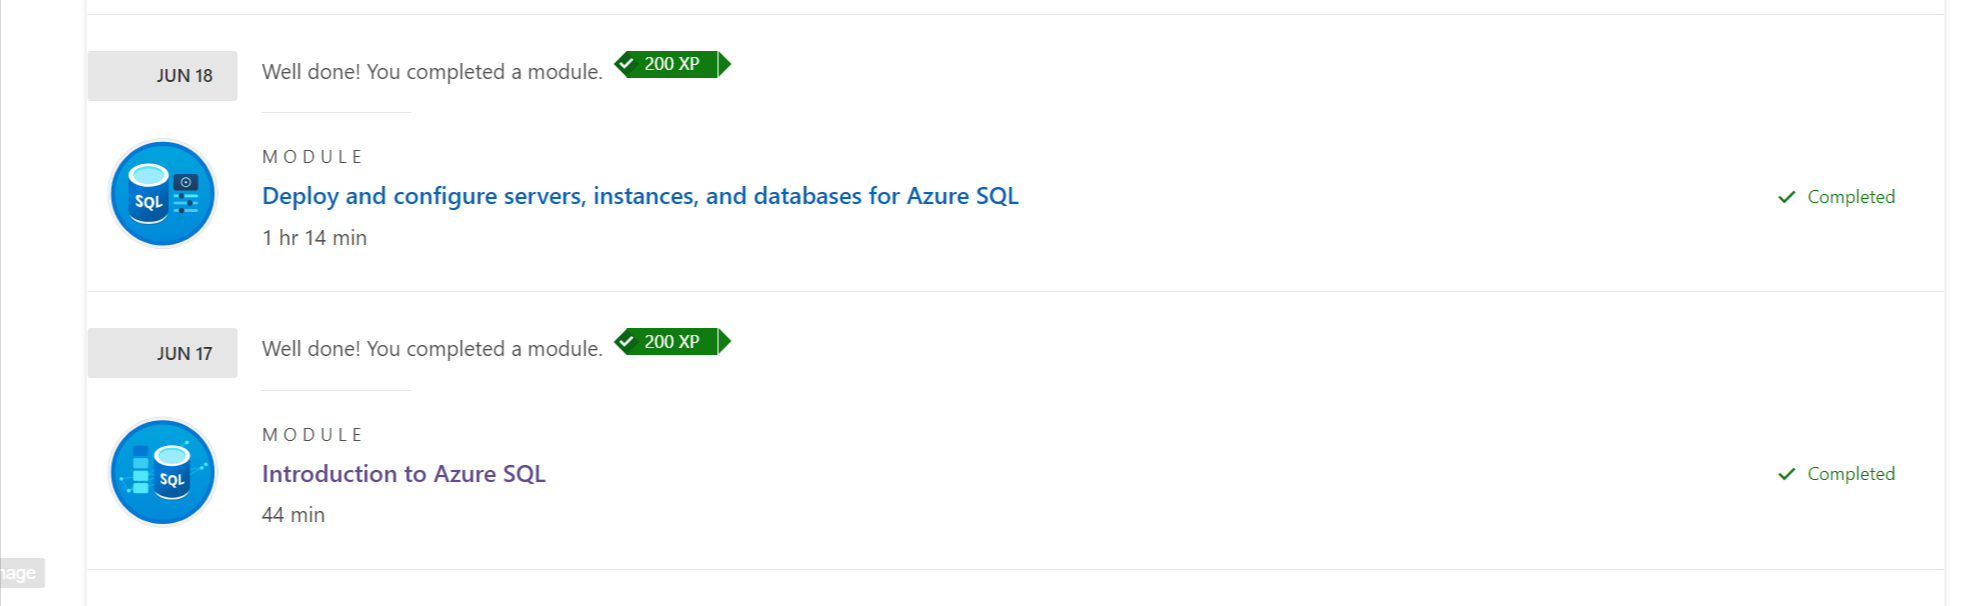 JUN 18
Well done! You completed a module.
200 XP
MODULE
SQL
Deploy and configure servers, instances, and databases for Azure SQL
Completed
1 hr 14 min
JUN 17
Well done! You completed a module.
200 XP
MODULE
SQL
Introduction to Azure SQL
Completed
44 min